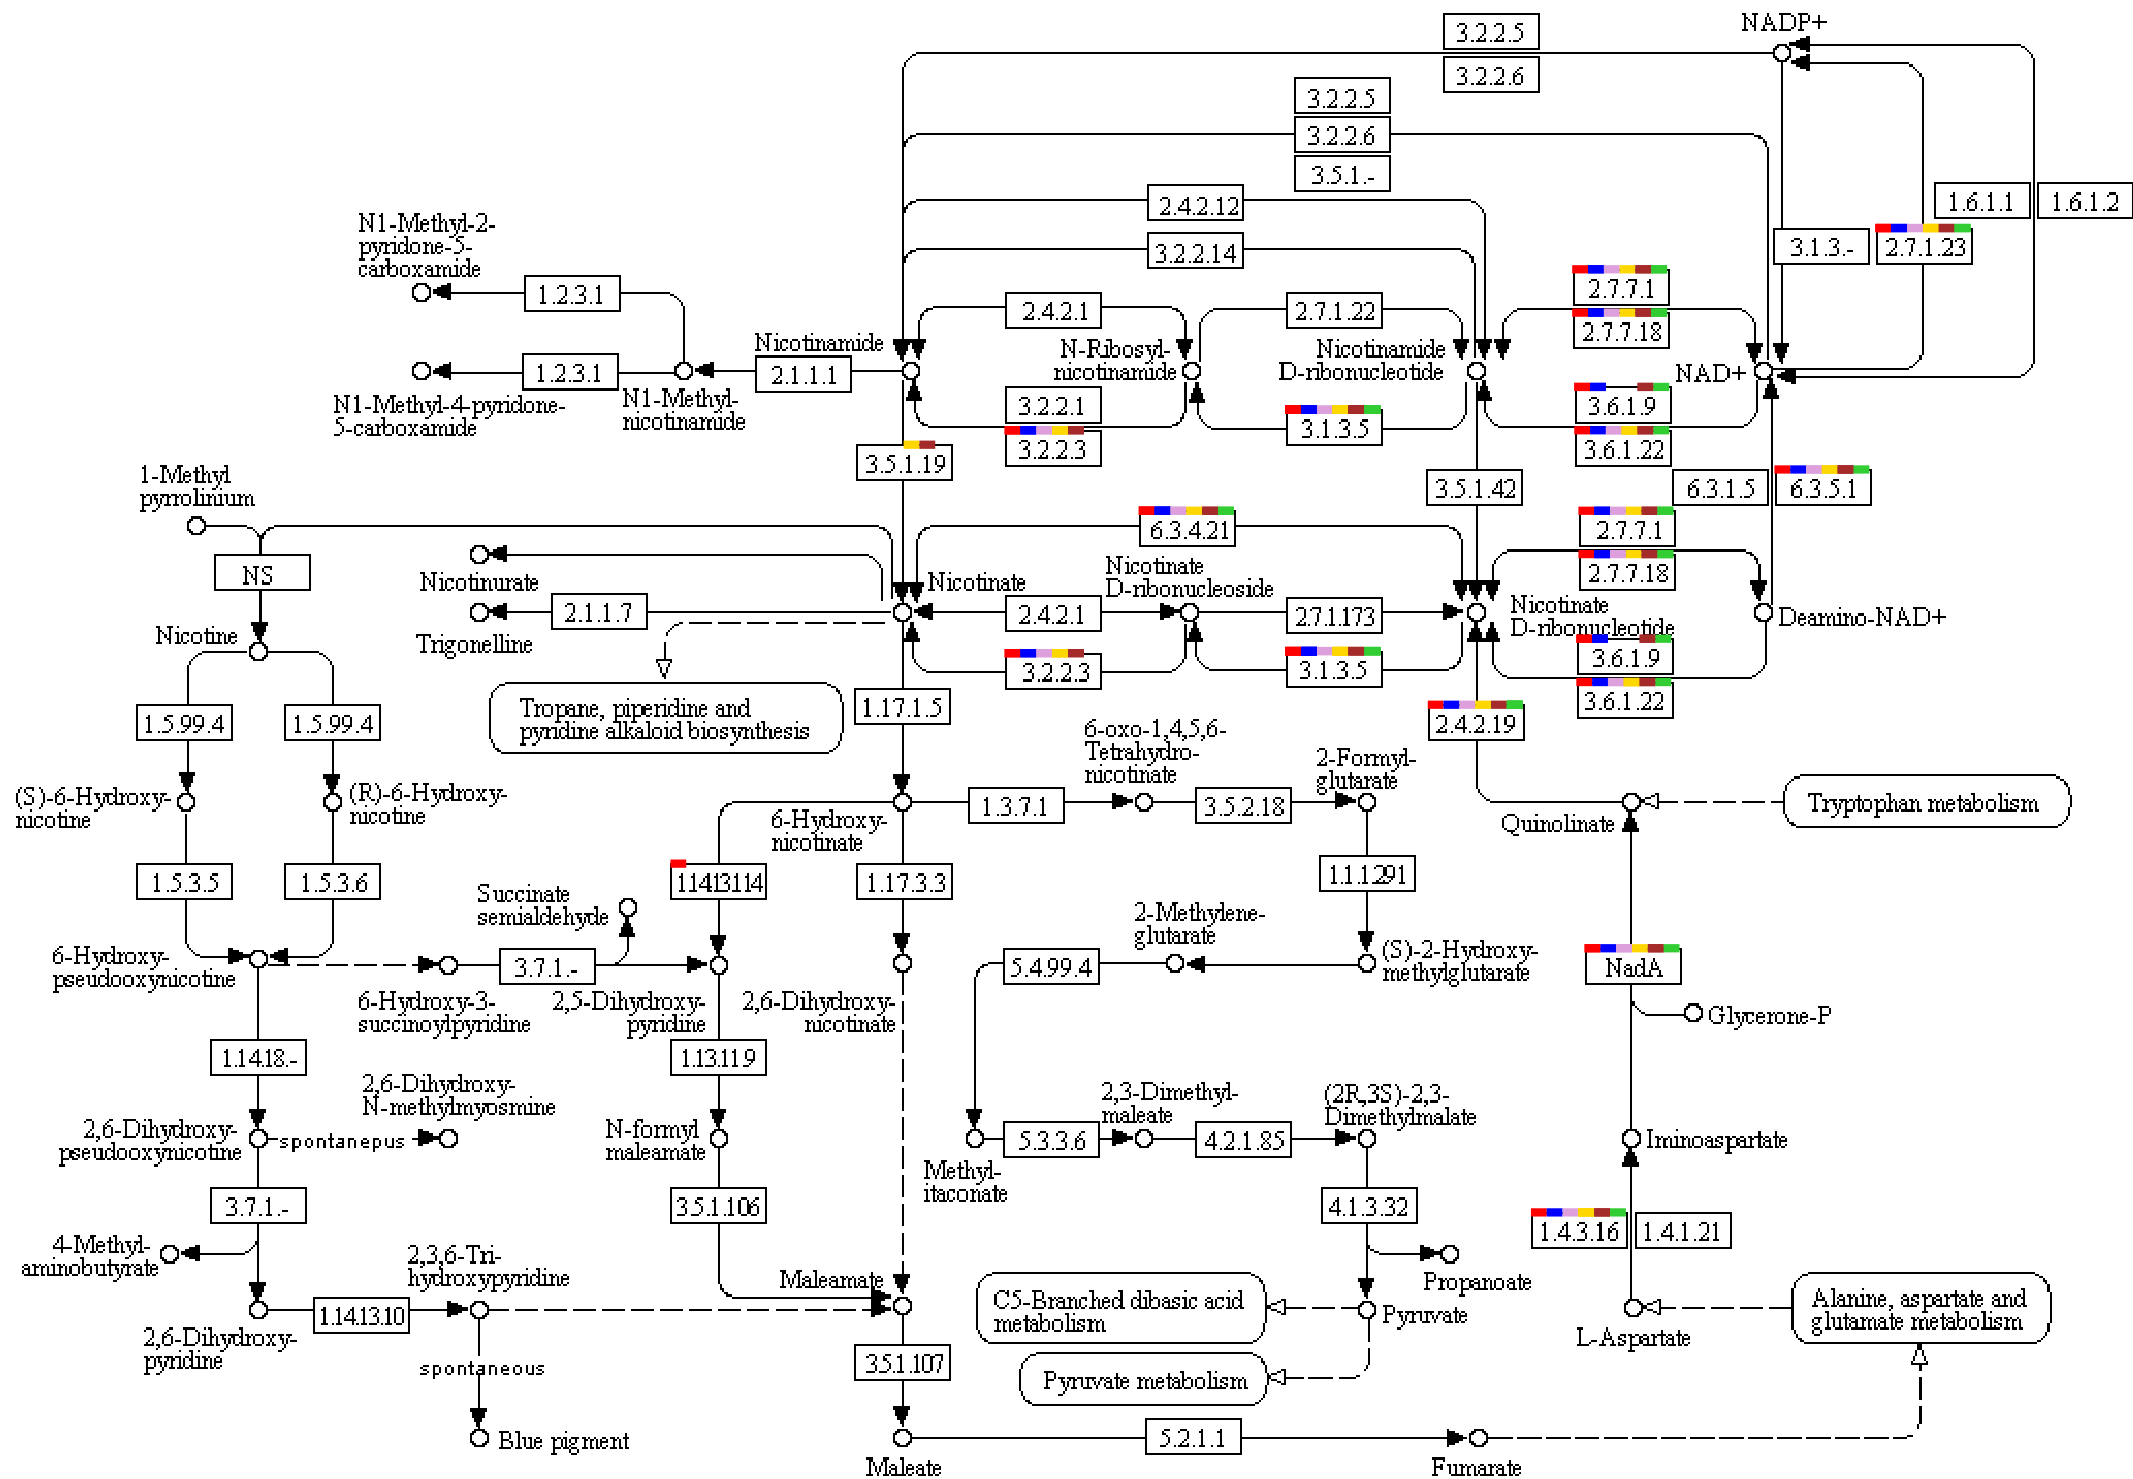 NADP+
3.2.2.5
3.2.2.6
3.2.2.5
3.2.2.6
3.5.1.-
2.4.2.12
3.2.2.14
1.6.1.1
1.6.1.2
3.1.3.-
2.7.1.23
N1-Methyl-2-
pyridone-5-
carboxamide
1.2.3.1
2.4.2.1
2.7.1.22
2.7.7.1
2.7.7.18
Nicotinamide
N-Ribosyl-
nicotinamide
Nicotinamide
D-ribonucleotide
NAD+
1.2.3.1
2.1.1.1
N1-Methyl-4-pyridone-
5-carboxamide
N1-Methyl-
nicotinamide
3.2.2.1
3.2.2.3
3.1.3.5
3.6.1.9
3.6.1.22
3.5.1.19
3.5.1.42
6.3.1.5
6.3.5.1
1-Methyl
pyrrolinium
6.3.4.21
2.7.7.1
2.7.7.18
NS
Nicotinurate
Nicotinate
Nicotinate
D-ribonucleoside
Nicotinate
D-ribonucleotide
Deamino-NAD+
2.1.1.7
2.4.2.1
2.7.1.173
Trigonelline
Nicotine
3.2.2.3
3.1.3.5
3.6.1.9
3.6.1.22
Tropane, piperidine and
pyridine alkaloid biosynthesis
1.5.99.4
1.5.99.4
1.17.1.5
2.4.2.19
6-oxo-1,4,5,6-
Tetrahydro-
nicotinate
2-Formyl-
glutarate
(S)-6-Hydroxy-
nicotine
(R)-6-Hydroxy-
nicotine
6-Hydroxy-
nicotinate
1.3.7.1
3.5.2.18
Quinolinate
Tryptophan metabolism
1.5.3.5
1.5.3.6
1.14.13.114
1.17.3.3
1.1.1.291
Succinate
semialdehyde
2-Methylene-
glutarate
(S)-2-Hydroxy-
methylglutarate
6-Hydroxy-
pseudooxynicotine
3.7.1.-
5.4.99.4
NadA
6-Hydroxy-3-
succinoylpyridine
2,5-Dihydroxy-
pyridine
2,6-Dihydroxy-
nicotinate
Glycerone-P
1.14.18.-
1.13.11.9
2,6-Dihydroxy-
N-methylmyosmine
2,3-Dimethyl-
maleate
(2R,3S)-2,3-
Dimethylmalate
2,6-Dihydroxy-
pseudooxynicotine
spontanepus
N-formyl
maleamate
5.3.3.6
4.2.1.85
Iminoaspartate
Methyl-
itaconate
3.7.1.-
3.5.1.106
4.1.3.32
1.4.3.16
1.4.1.21
4-Methyl-
aminobutyrate
2,3,6-Tri-
hydroxypyridine
Maleamate
Propanoate
1.14.13.10
C5-Branched dibasic acid
metabolism
Pyruvate
L-Aspartate
Alanine, aspartate and
glutamate metabolism
2,6-Dihydroxy-
pyridine
spontaneous
3.5.1.107
Pyruvate metabolism
Blue pigment
5.2.1.1
Maleate
Fumarate